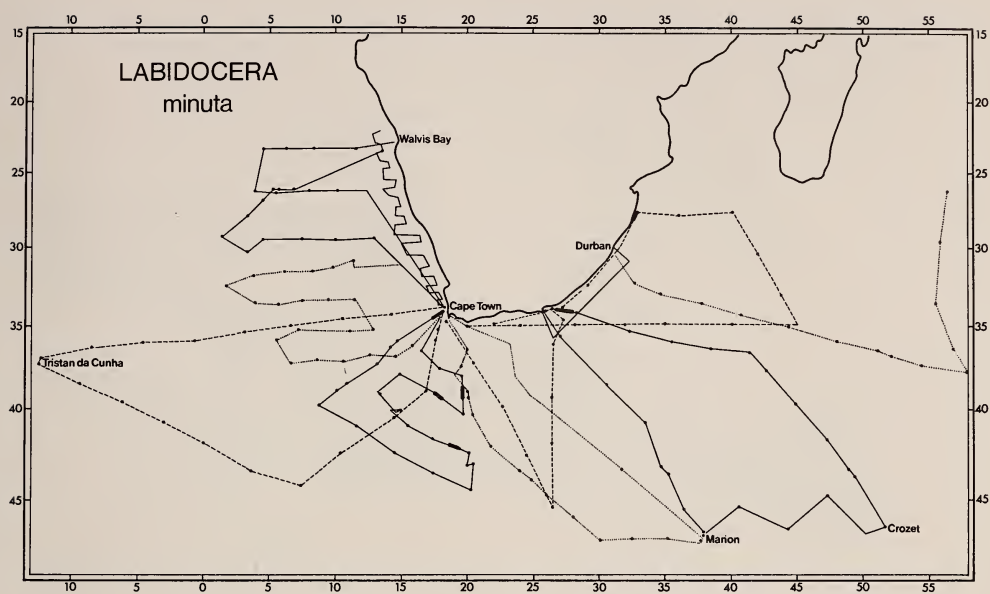 10 5 0 5 10 15 20 25 30 35 40 45 50 55
15 15
LABIDOCERA
minuta
20 20
Walvis Bay
25 25
30 Durban 30
Cape Town
35 35
Tristan da Cunha
40 40
45 45
Crozet
Marion
10 5 0 5 10 15 20 25 30 35 40 45 50 55